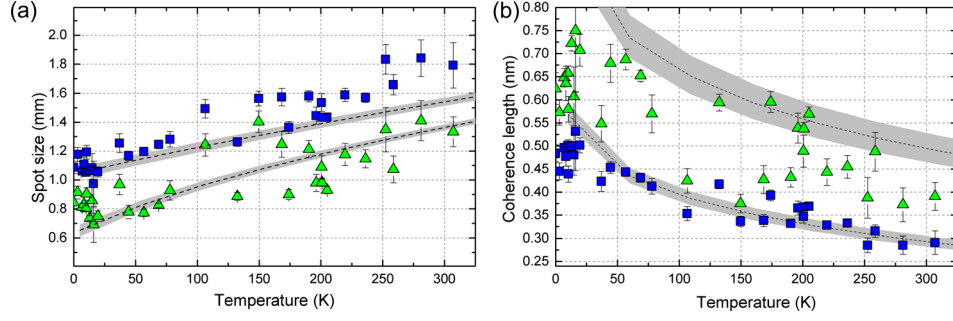 (a)
2.0
1.8
1.6
1.4
1.2
1.0
0.8
0.6
Spot size (mm)
0 50 100 150 200 250 300
Temperature (K)
(b)
0.80
0.75
0.70
0.65
0.60
0.55
0.50
0.45
0.40
0.35
0.30
0.25
Coherence length (nm)
0 50 100 150 200 250 300
Temperature (K)